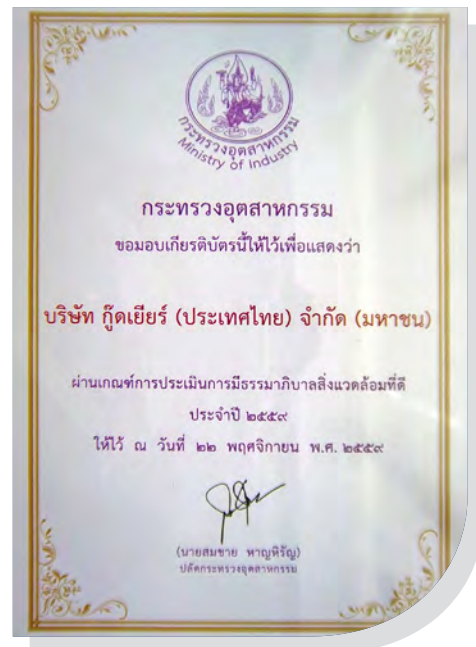 กระทรวงอุตสาหกรรม
Ministry of Industry
กระทรวงอุตสาหกรรม
ขอมอบเกียรติบัตรนี้ให้ไว้เพื่อแสดงว่า
บริษัท กู๊ดเยียร์ (ประเทศไทย) จำกัด (มหาชน)
ผ่านเกณฑ์การประเมินการมีธรรมาภิบาลสิ่งแวดล้อมที่ดี
ประจำปี ๒๕๕๙
ให้ไว้ ณ วันที่ ๒๒ พฤศจิกายน พ.ศ. ๒๕๕๙
(นายสมชาย หาญหิรัญ)
ปลัดกระทรวงอุตสาหกรรม